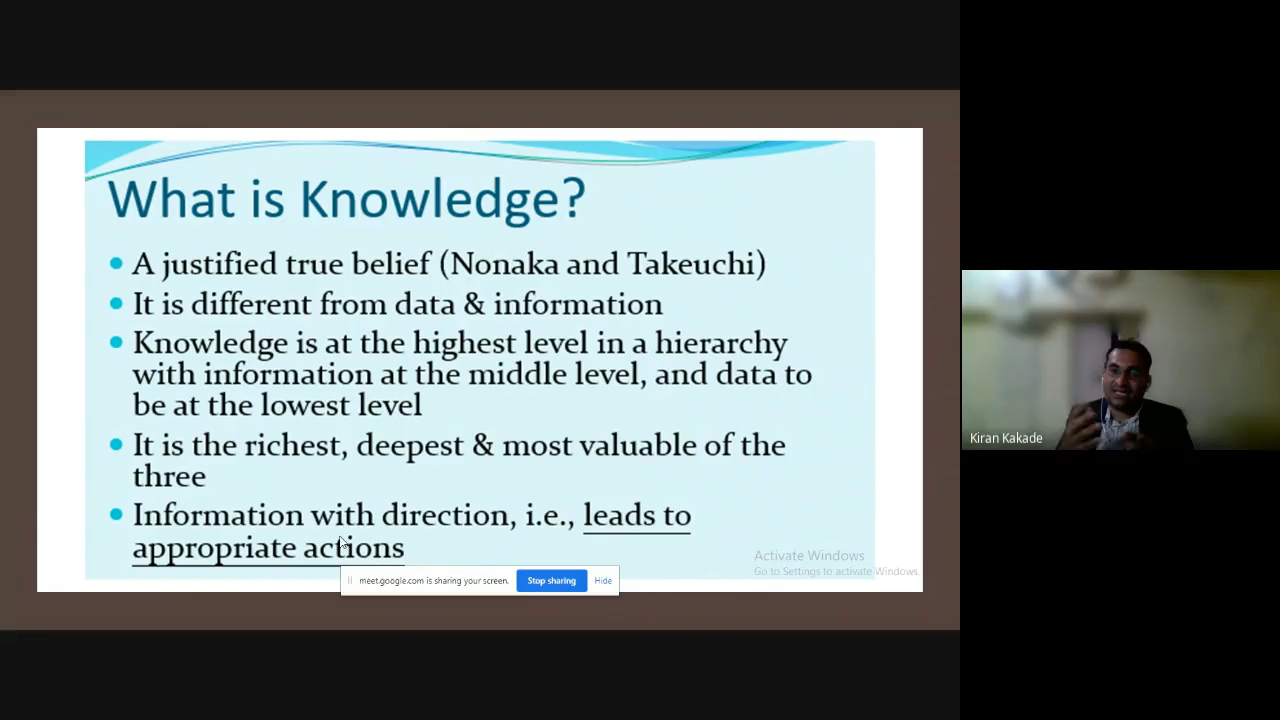 What is Knowledge?
• A justified true belief (Nonaka and Takeuchi)
• It is different from data & information
• Knowledge is at the highest level in a hierarchy
with information at the middle level, and data to
be at the lowest level
• It is the richest, deepest & most valuable of the
three
• Information with direction, i.e., leads to
appropriate actions
Activate Windows
Go to Settings to activate Windows.
meet.google.com is sharing your screen.
Stop sharing
Hide
Kiran Kakade